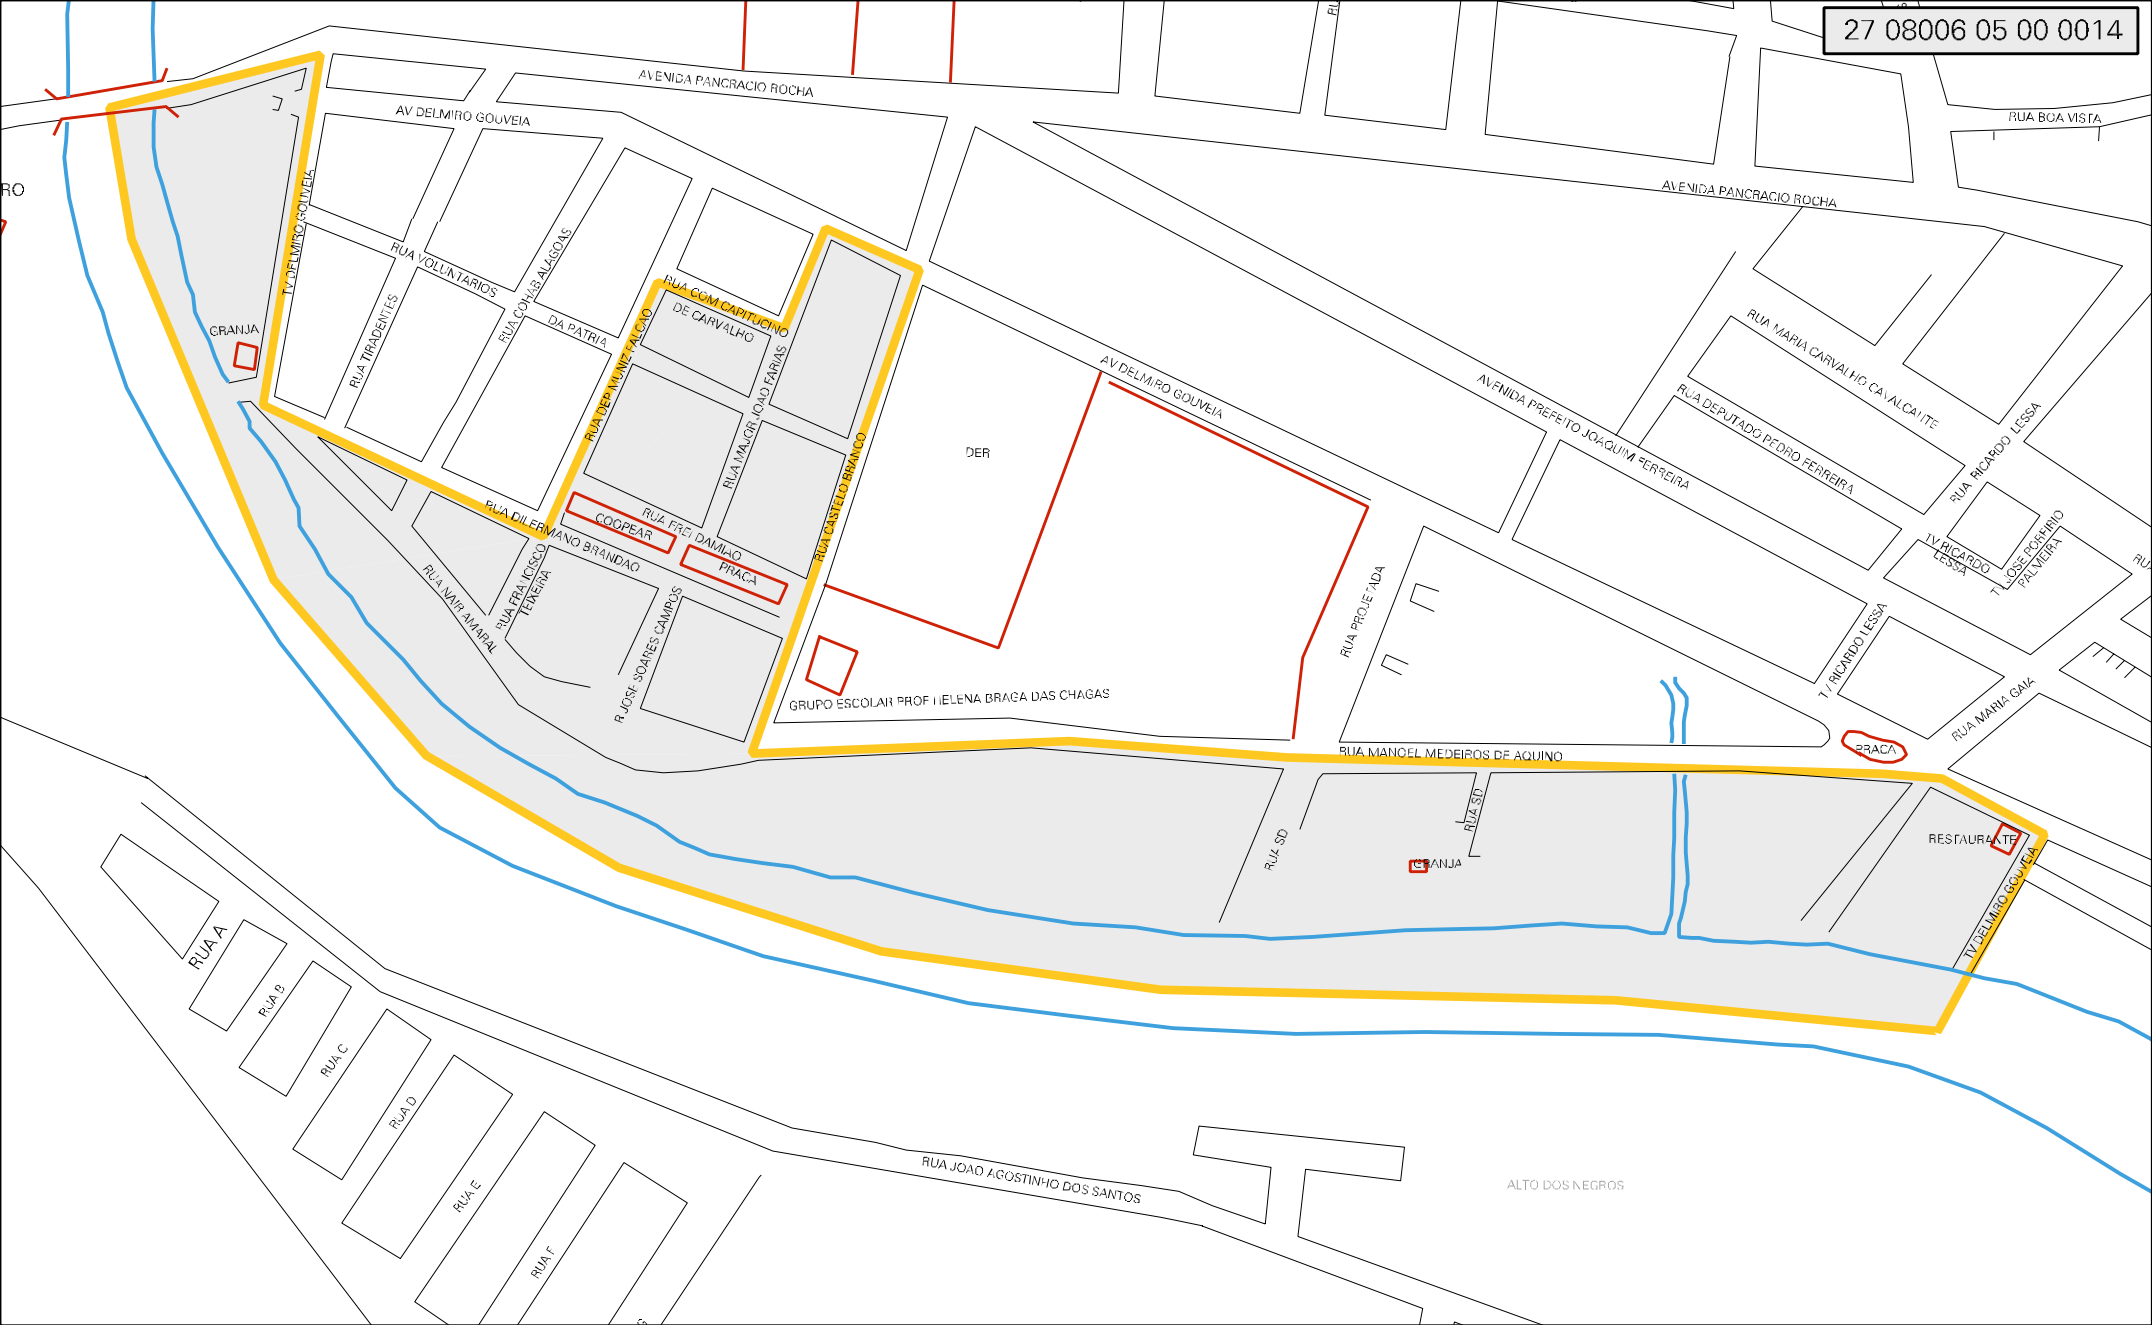 27 08006 05 00 0014
AVENIDA PANCRACIO ROCHA
AV DELMIRO GOUVEIA
RUA BOA VISTA
RO
AVENIDA PANCRACIO ROCHA
TV DELMIRO GOUVEIA
RUA VOLUNTARIOS
DA PATRIA
RUA COHAB ALAGOAS
RUA TIRADENTES
GRANJA
RUA COM CAPITUCINO
DE CARVALHO
RUA DEP MUNIZ FALCAO
RUA MAJOR JOAO FARIAS
RUA CASTELO BRANCO
DER
AV DELMIRO GOUVEIA
AVENIDA PREFEITO JOAQUIM FERREIRA
RUA MARIA CARVALHO CAVALCANTE
RUA DEPUTADO PEDRO FERREIRA
RUA RICARDO LESSA
TV RICARDO
LESSA
JOSE PORFIRIO
PALMEIRA
RUA
RUA DILERMANO BRANDAO
COOPEAR
RUA FREI DAMIAO
PRACA
RUA NAIR AMARAL
RUA FRANCISCO
TEIXEIRA
R JOSE SOARES CAMPOS
RUA PROJETADA
T / RICARDO LESSA
RUA MARIA GAIA
GRUPO ESCOLAR PROF HELENA BRAGA DAS CHAGAS
RUA MANOEL MEDEIROS DE AQUINO
PRACA
RUA SD
RUA SD
GRANJA
RESTAURANTE
TV DELMIRO GOUVEIA
RUA A
RUA B
RUA C
RUA D
RUA E
RUA F
RUA JOAO AGOSTINHO DOS SANTOS
ALTO DOS NEGROS